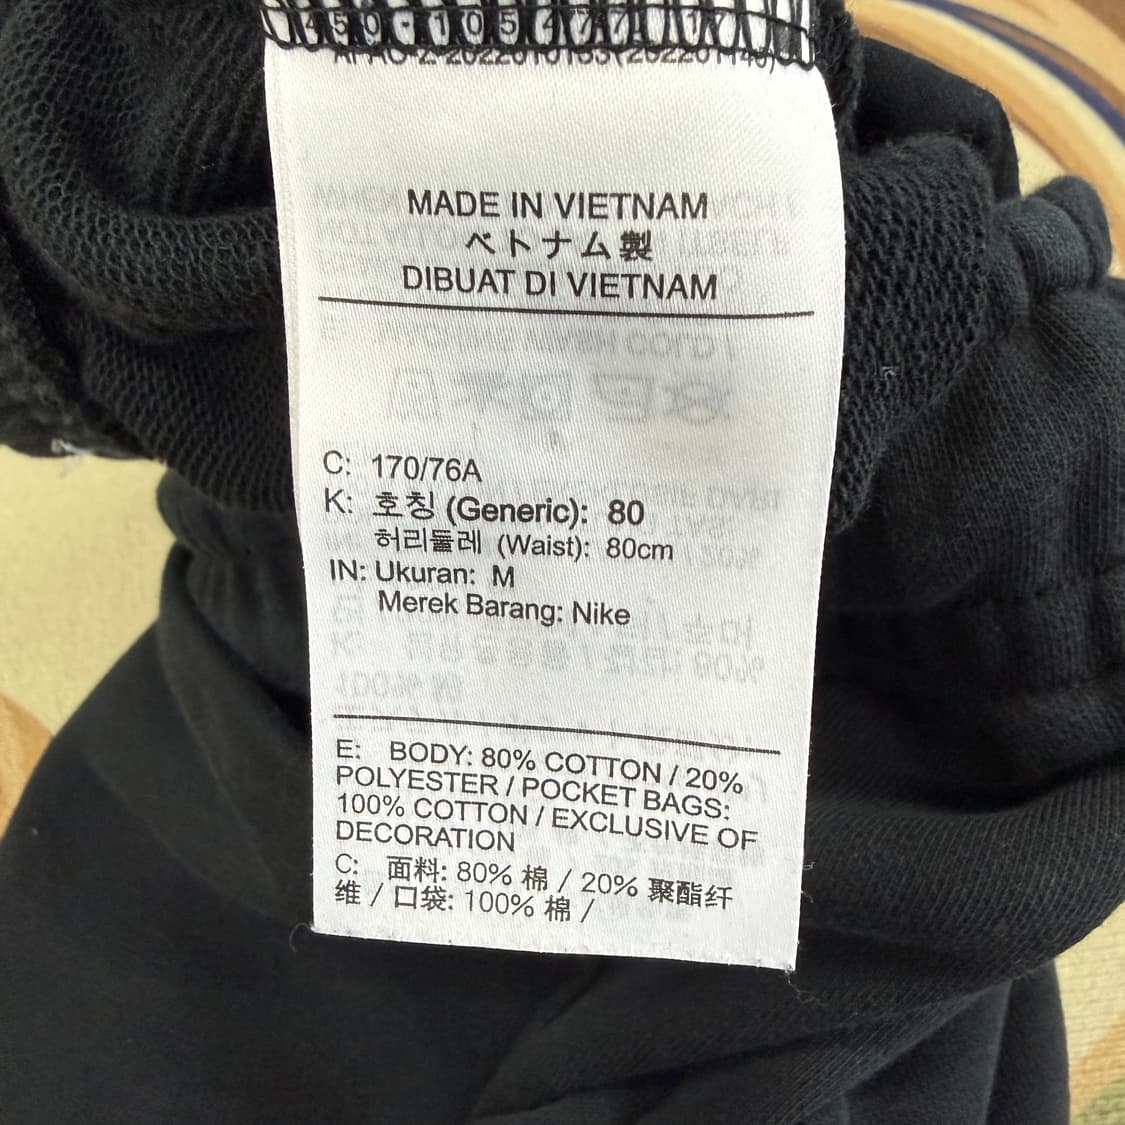 MADE IN VIETNAM
ベトナム製
DIBUAT DI VIETNAM
C: 170/76A
K: 호칭 (Generic): 80
허리둘레 (Waist): 80cm
IN: Ukuran: M
Merek Barang: Nike
E: BODY: 80% COTTON / 20%
POLYESTER / POCKET BAGS:
100% COTTON / EXCLUSIVE OF
DECORATION
C: 面料: 80% 棉 / 20% 聚酯纤
维 / 口袋: 100% 棉 /